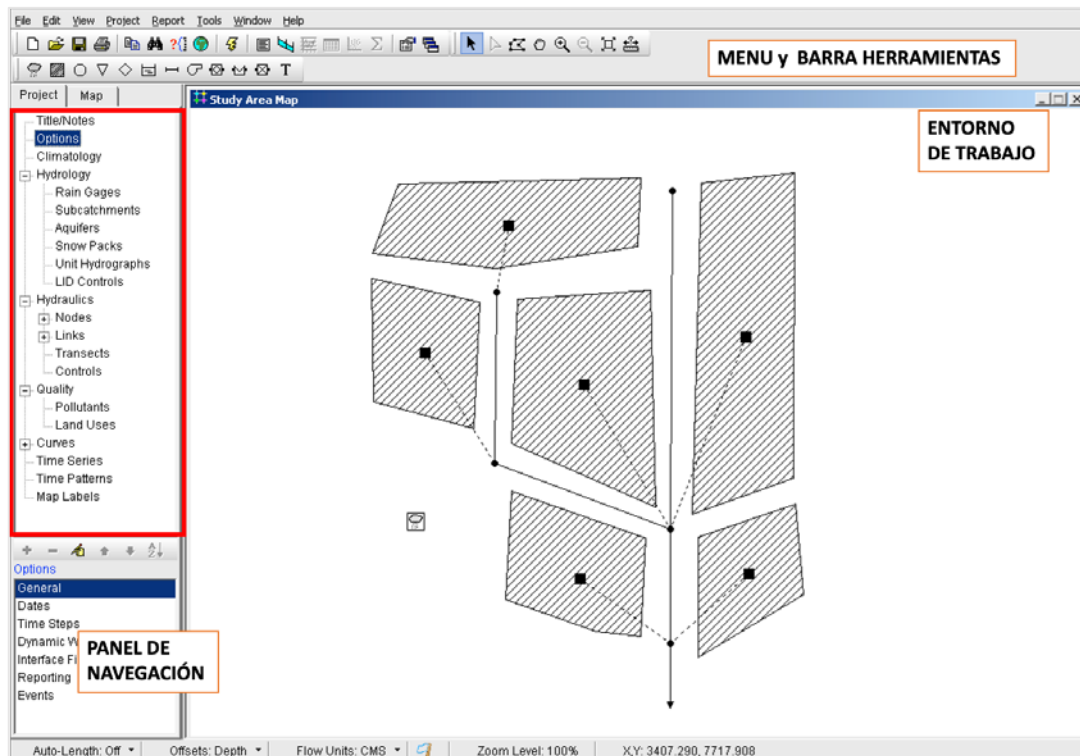 File Edit View Project Report Tools Window Help
MENU y BARRA HERRAMIENTAS
T
Project Map
Study Area Map
ENTORNO
DE TRABAJO
Title/Notes
Options
Climatology
Hydrology
Rain Gages
Subcatchments
Aquifers
Snow Packs
Unit Hydrographs
LID Controls
Hydraulics
Nodes
Links
Transects
Controls
Quality
Pollutants
Land Uses
Curves
Time Series
Time Patterns
Map Labels
Options
General
Dates
Time Steps
Dynamic W
Interface Fi
Reporting
Events
PANEL DE
NAVEGACIÓN
Auto-Length: Off Offsets: Depth Flow Units: CMS Zoom Level: 100% X,Y: 3407.290, 7717.908